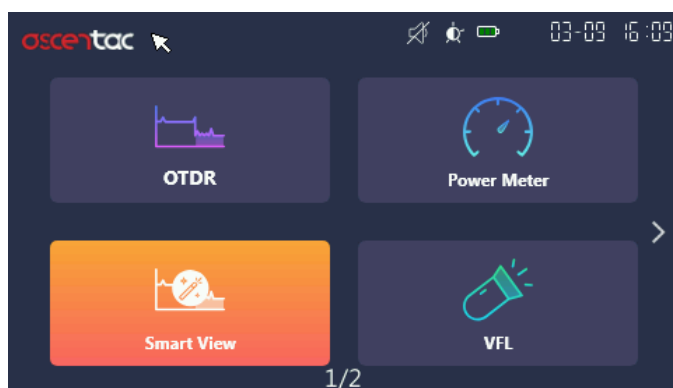 ascentac
03-09 16:09
OTDR
Power Meter
Smart View
VFL
1/2